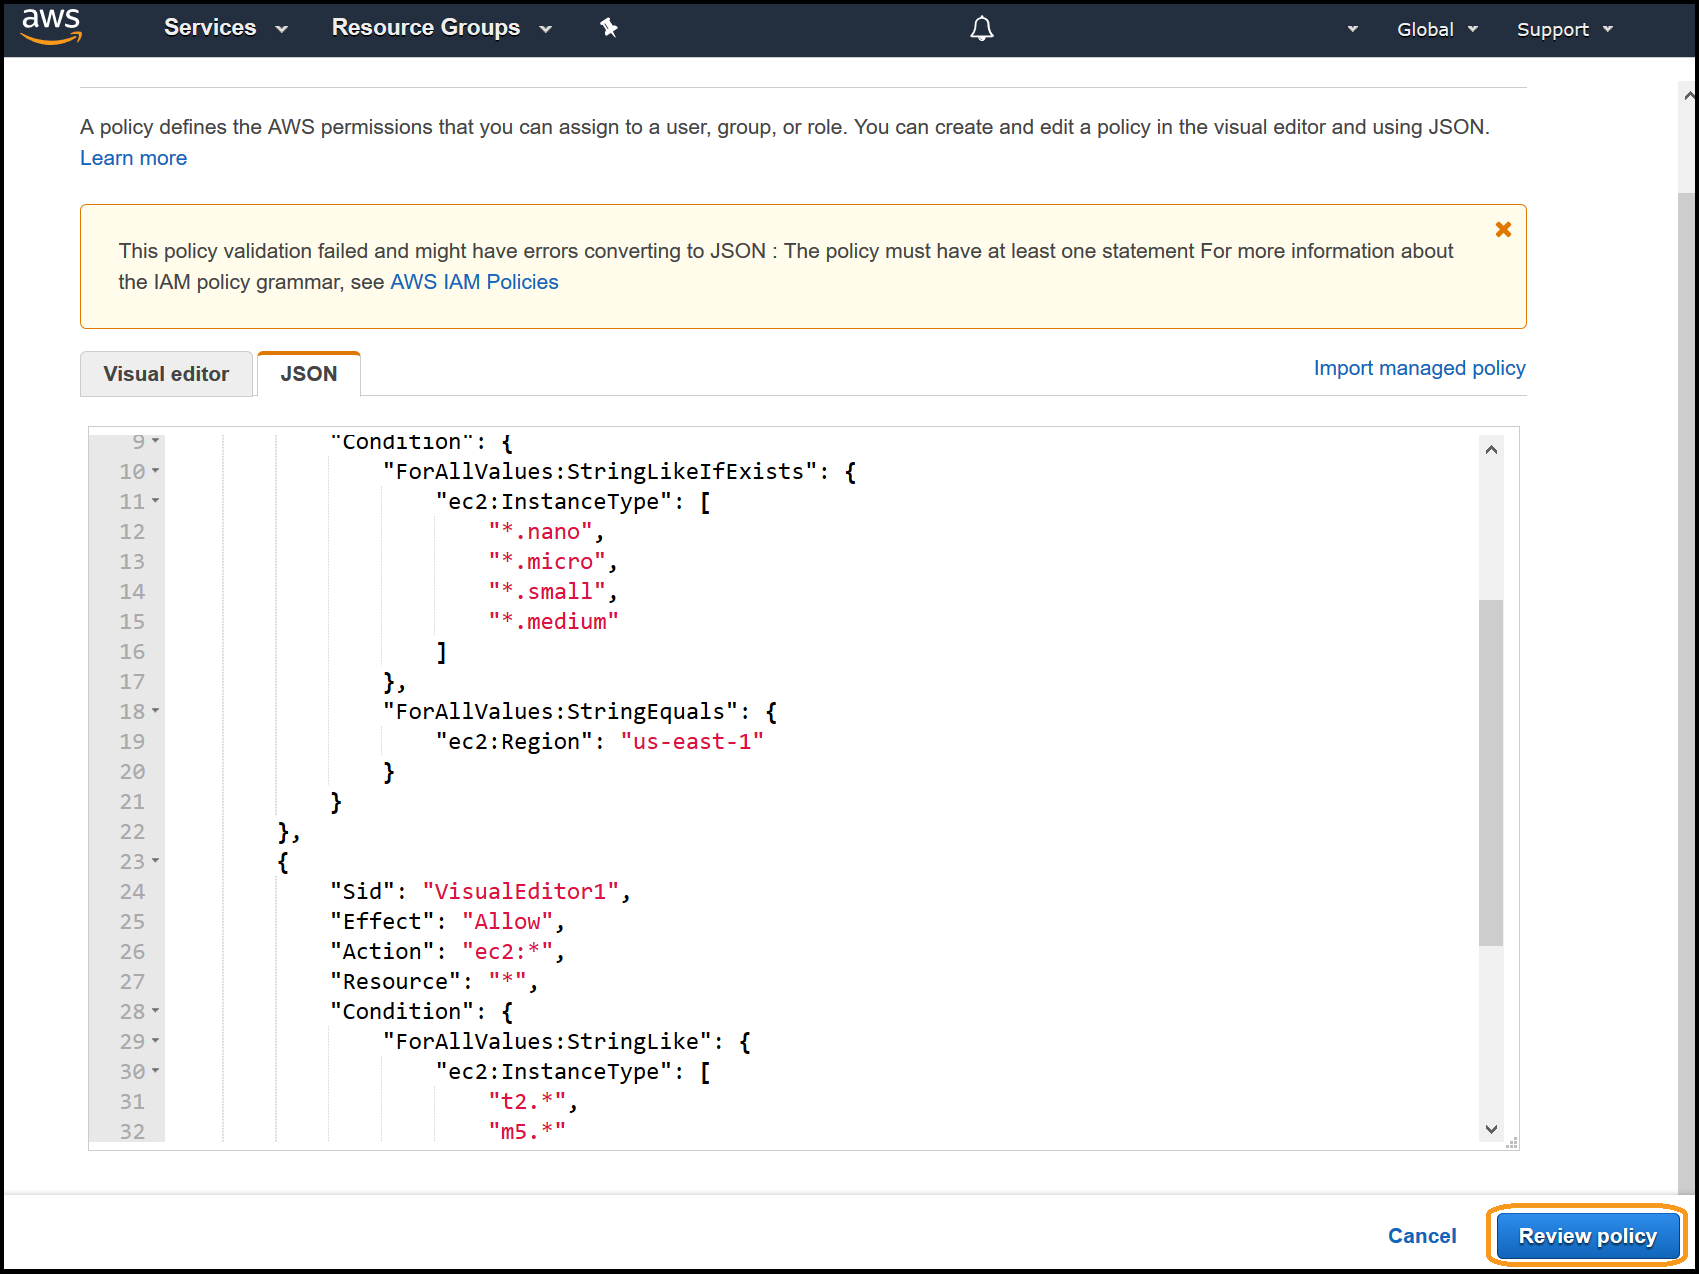 aws
Services Resource Groups Global Support
A policy defines the AWS permissions that you can assign to a user, group, or role. You can create and edit a policy in the visual editor and using JSON.
Learn more
This policy validation failed and might have errors converting to JSON : The policy must have at least one statement For more information about
the IAM policy grammar, see AWS IAM Policies
Visual editor JSON Import managed policy
9 "Condition": {
10 "ForAllValues:StringLikeIfExists": {
11 "ec2:InstanceType": [
12 "*.nano",
13 "*.micro",
14 "*.small",
15 "*.medium"
16 ]
17 },
18 "ForAllValues:StringEquals": {
19 "ec2:Region": "us-east-1"
20 }
21 }
22 },
23 {
24 "Sid": "VisualEditor1",
25 "Effect": "Allow",
26 "Action": "ec2:*",
27 "Resource": "*",
28 "Condition": {
29 "ForAllValues:StringLike": {
30 "ec2:InstanceType": [
31 "t2.*",
32 "m5.*"
Cancel Review policy